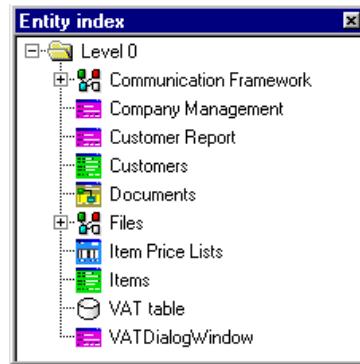 Entity index
Level 0
Communication Framework
Company Management
Customer Report
Customers
Documents
Files
Item Price Lists
Items
VAT table
VATDialogWindow